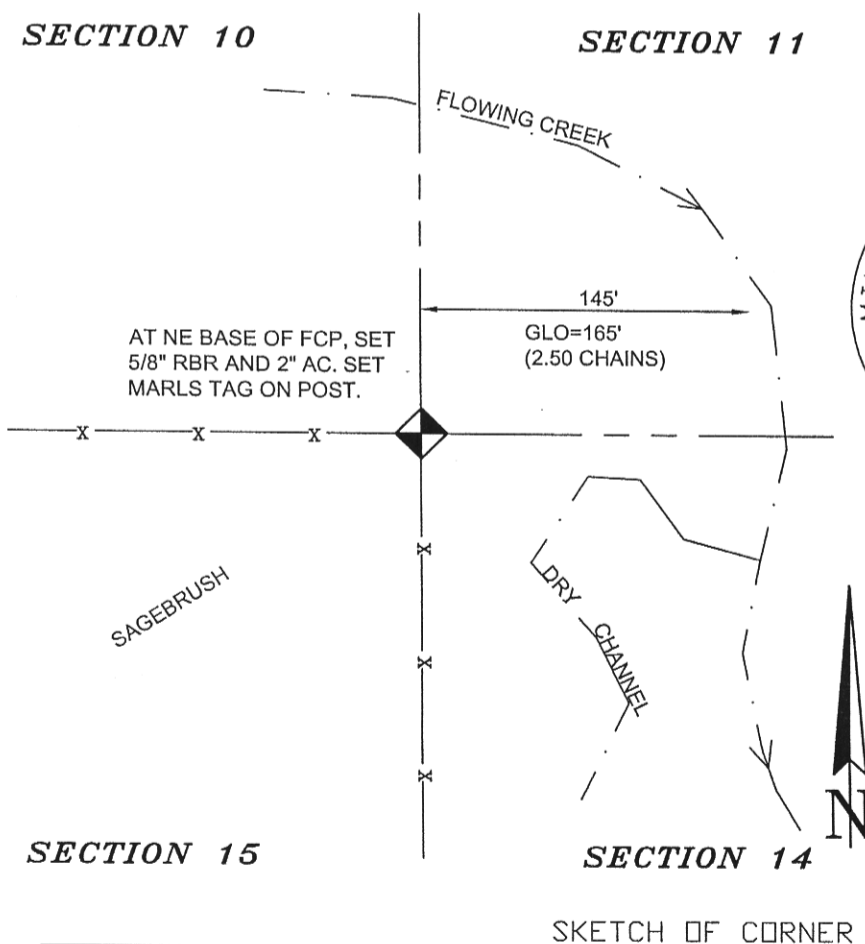 SECTION 10
SECTION 11
FLOWING CREEK
145'
GLO=165'
(2.50 CHAINS)
AT NE BASE OF FCP, SET
5/8" RBR AND 2" AC. SET
MARLS TAG ON POST.
X X X
X
X
X
SAGEBRUSH
DRY CHANNEL
N
SECTION 15
SECTION 14
SKETCH OF CORNER